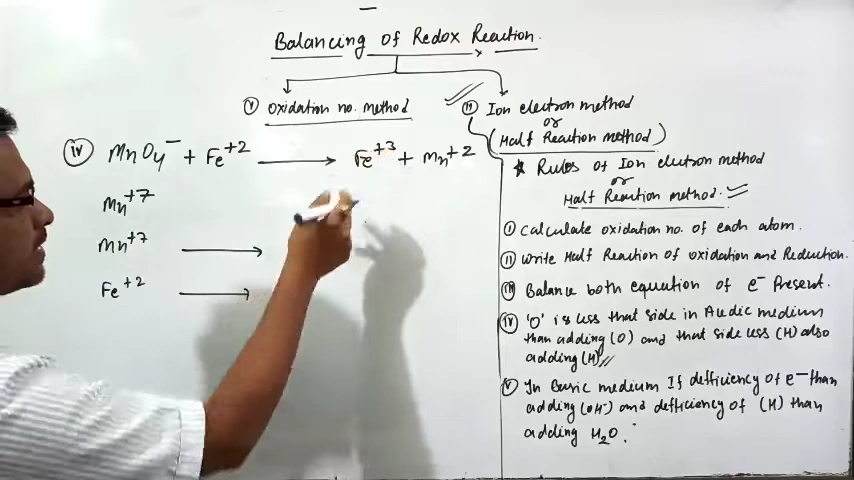 Balancing of Redox Reaction.
(i) Oxidation no. method
(ii) Ion electron method
or
(Half Reaction method)
(iv) MnO4⁻ + Fe⁺² ⟶ Fe⁺³ + Mn⁺²
Mn⁺⁷
Mn⁺⁷ ⟶
Fe⁺² ⟶
* Rules of Ion electron method
or
Half Reaction method.
(i) Calculate oxidation no. of each atom.
(ii) Write Half Reaction of oxidation and Reduction.
(iii) Balance both equation of e⁻ Present.
(iv) 'O' is less that side in Acidic medium
than adding (O) and that side less (H) also
adding (H)
(v) In Basic medium If defficiency of e⁻ than
adding (OH⁻) and defficiency of (H) than
adding H2O.